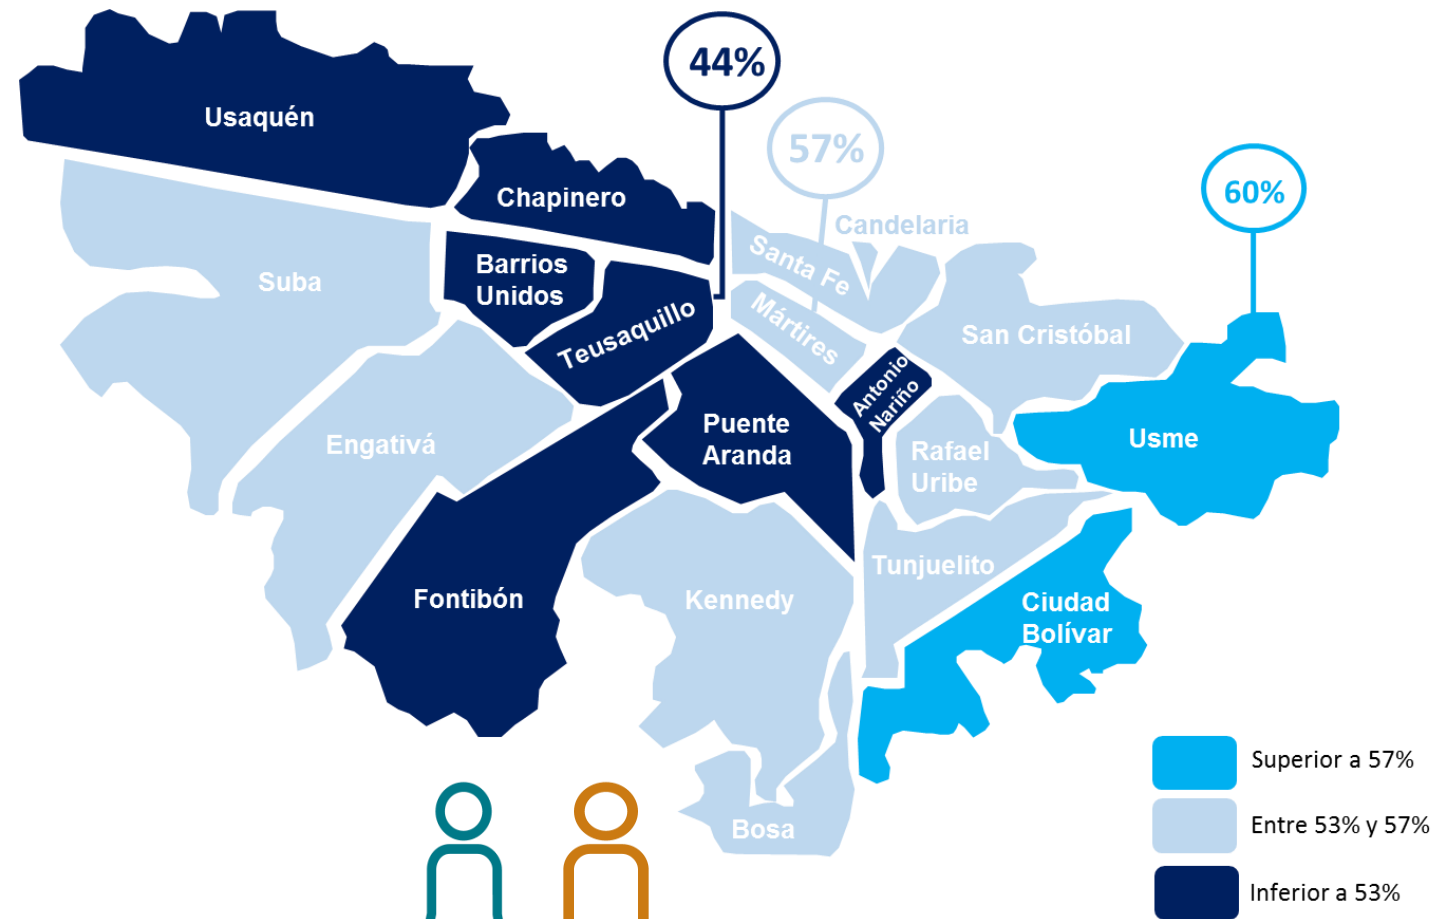 44%
57%
60%
Usaquén
Chapinero
Candelaria
Santa Fe
Barrios
Unidos
Suba
Teusaquillo
Mártires
San Cristóbal
Antonio
Nariño
Puente
Aranda
Engativá
Rafael
Uribe
Usme
Tunjuelito
Fontibón
Kennedy
Ciudad
Bolívar
Bosa
Superior a 57%
Entre 53% y 57%
Inferior a 53%